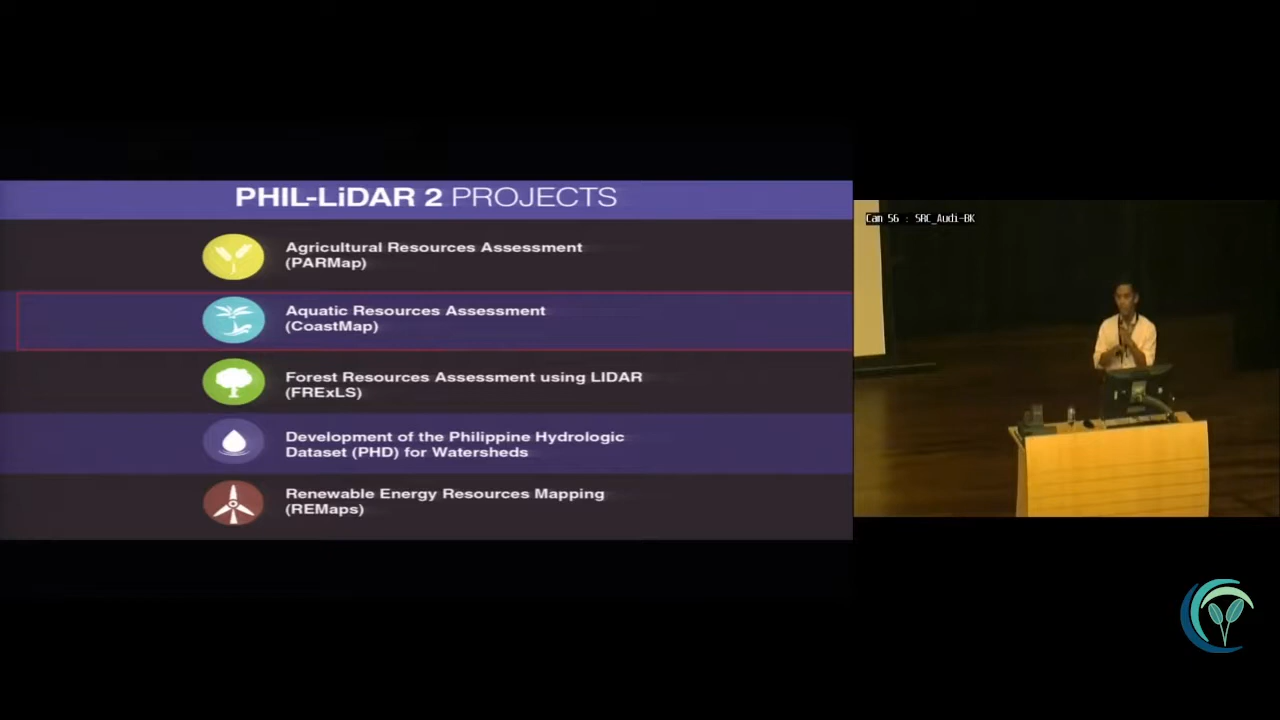 PHIL-LiDAR 2 PROJECTS
Agricultural Resources Assessment
(PARMap)
Aquatic Resources Assessment
(CoastMap)
Forest Resources Assessment using LIDAR
(FRExLS)
Development of the Philippine Hydrologic
Dataset (PHD) for Watersheds
Renewable Energy Resources Mapping
(REMaps)
Cam 56 : SRC_Audi-BK